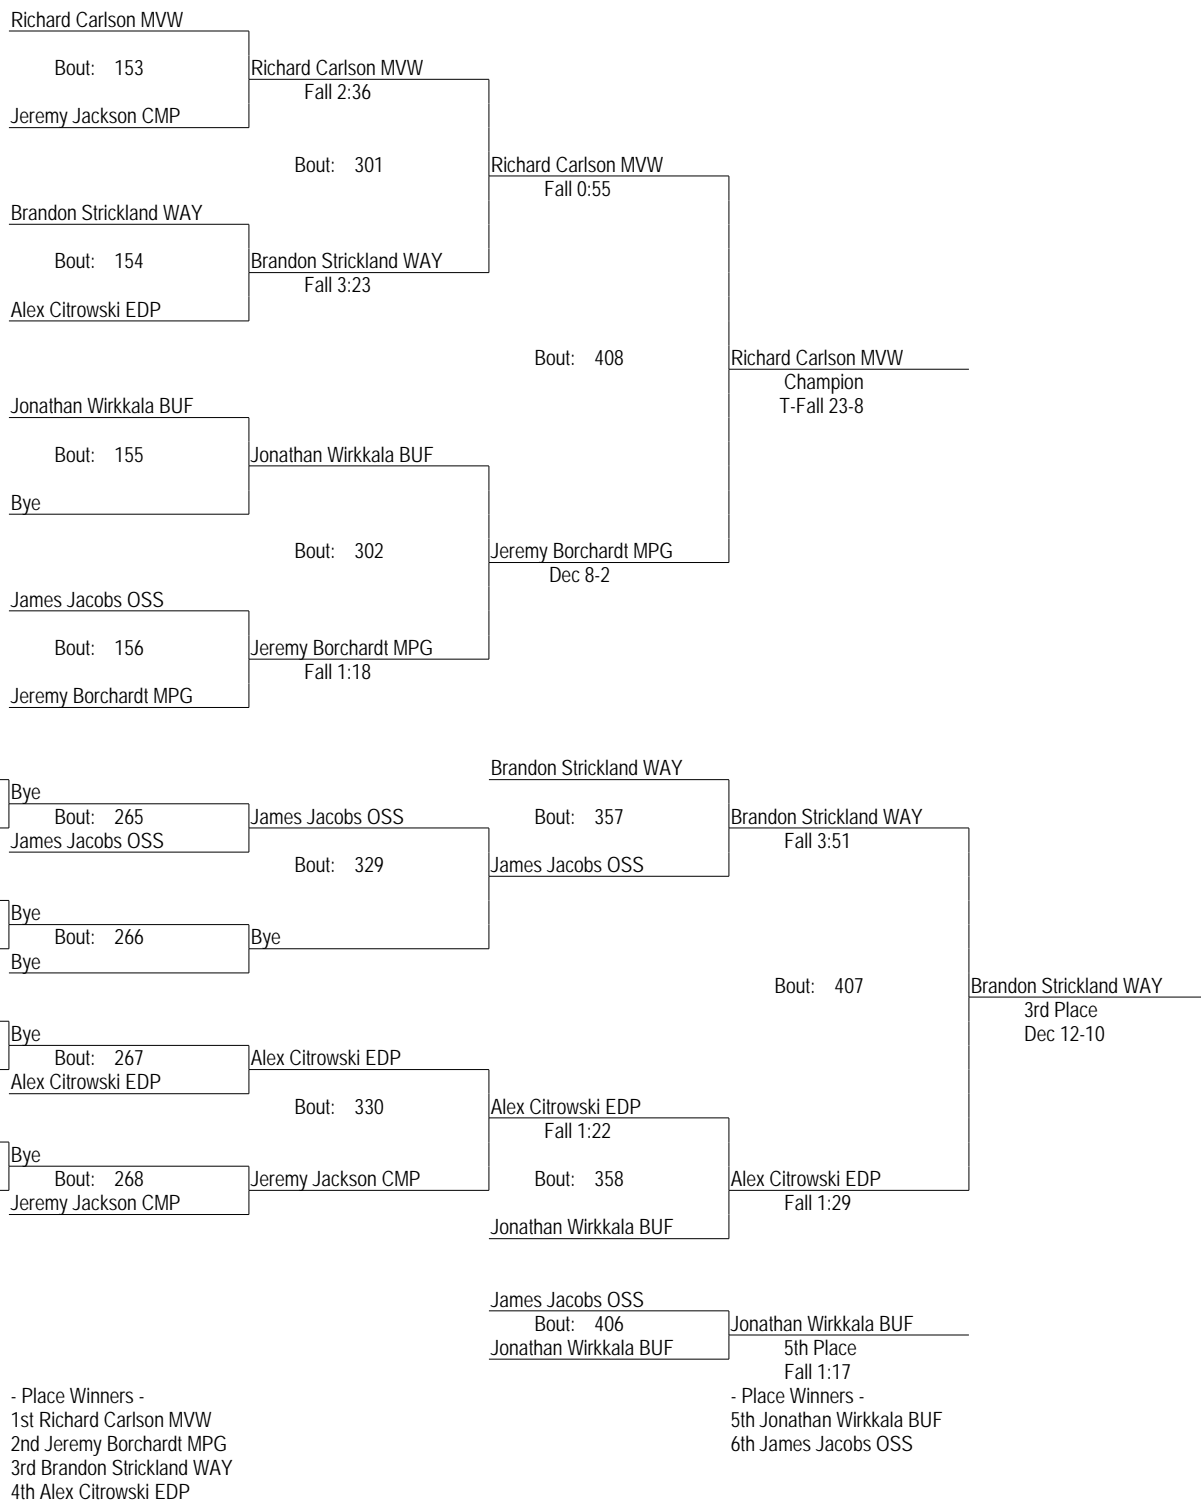 Richard Carlson MVW
Bout: 153
Richard Carlson MVW
Fall 2:36
Jeremy Jackson CMP
Bout: 301
Richard Carlson MVW
Fall 0:55
Brandon Strickland WAY
Bout: 154
Brandon Strickland WAY
Fall 3:23
Alex Citrowski EDP
Bout: 408
Richard Carlson MVW
Champion
T-Fall 23-8
Jonathan Wirkkala BUF
Bout: 155
Jonathan Wirkkala BUF
Bye
Bout: 302
Jeremy Borchardt MPG
Dec 8-2
James Jacobs OSS
Bout: 156
Jeremy Borchardt MPG
Fall 1:18
Jeremy Borchardt MPG
Brandon Strickland WAY
Bye
Bout: 265
James Jacobs OSS
Bout: 357
Brandon Strickland WAY
James Jacobs OSS
Fall 3:51
Bout: 329
James Jacobs OSS
Bye
Bout: 266
Bye
Bye
Bout: 407
Brandon Strickland WAY
3rd Place
Dec 12-10
Bye
Bout: 267
Alex Citrowski EDP
Alex Citrowski EDP
Bout: 330
Alex Citrowski EDP
Fall 1:22
Bye
Bout: 268
Jeremy Jackson CMP
Bout: 358
Alex Citrowski EDP
Jeremy Jackson CMP
Fall 1:29
Jonathan Wirkkala BUF
James Jacobs OSS
Bout: 406
Jonathan Wirkkala BUF
Jonathan Wirkkala BUF
5th Place
Fall 1:17
- Place Winners -
1st Richard Carlson MVW
2nd Jeremy Borchardt MPG
3rd Brandon Strickland WAY
4th Alex Citrowski EDP
- Place Winners -
5th Jonathan Wirkkala BUF
6th James Jacobs OSS